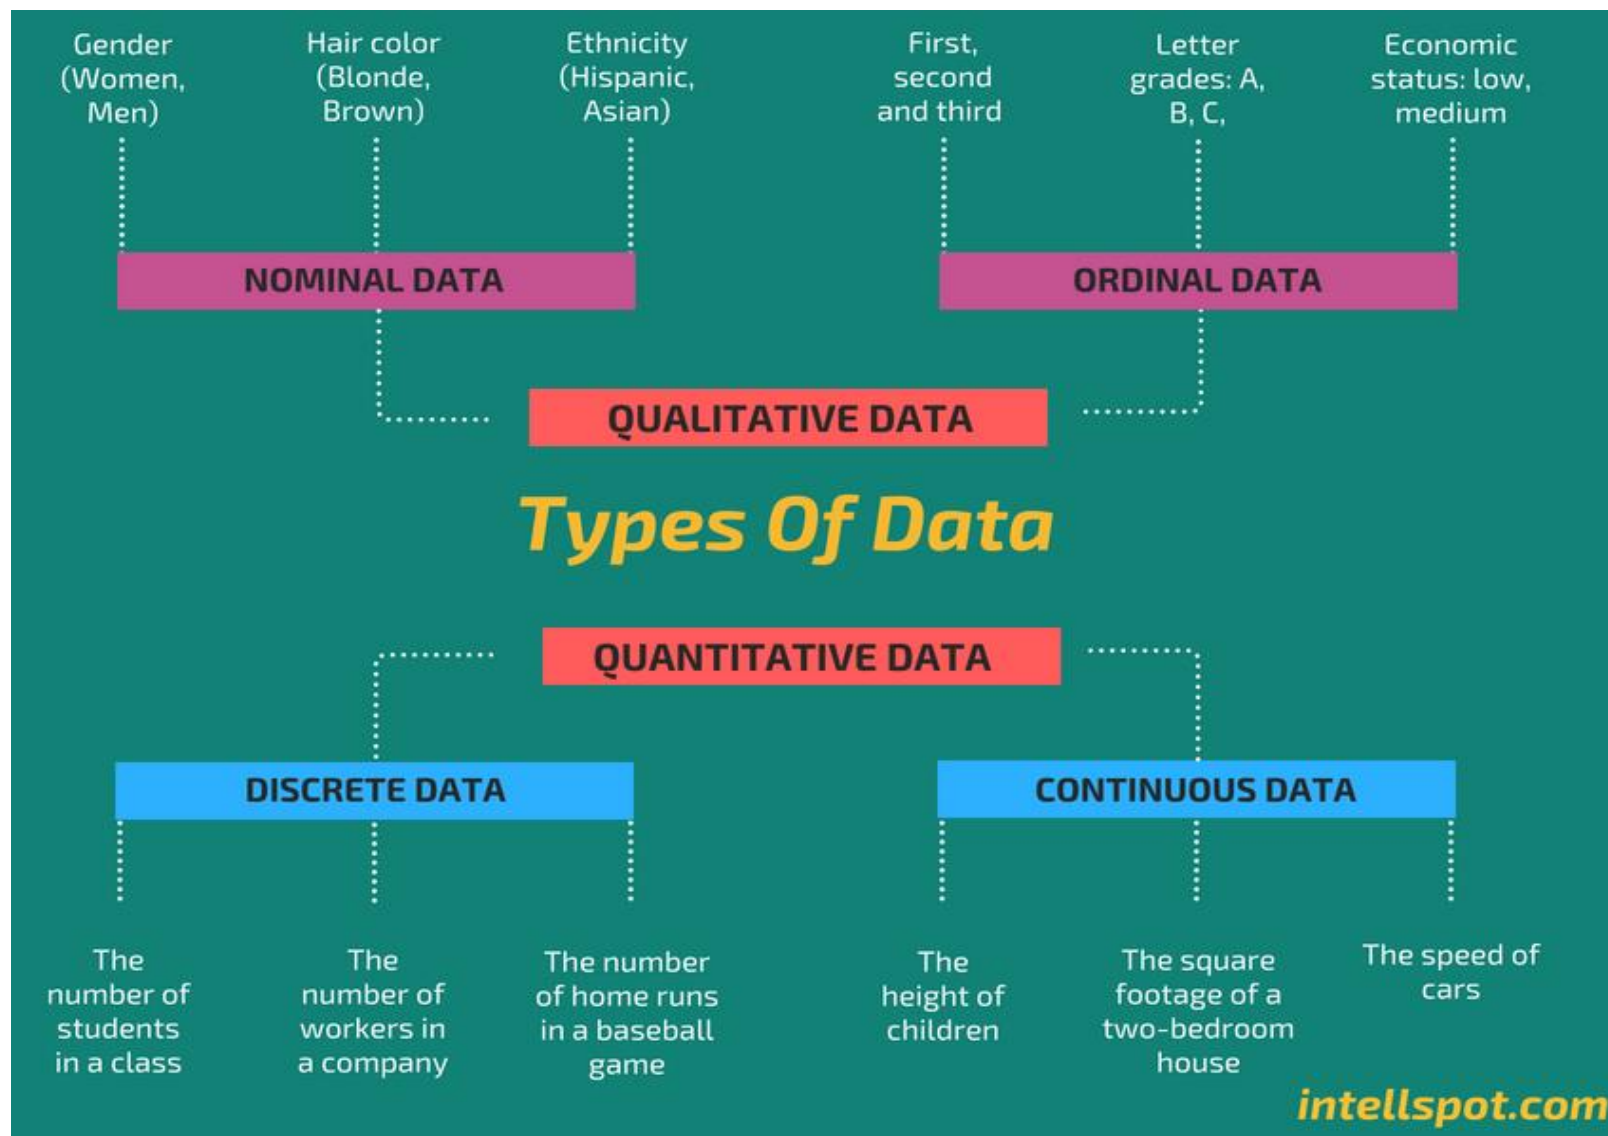 Gender
(Women,
Men)
Hair color
(Blonde,
Brown)
Ethnicity
(Hispanic,
Asian)
First,
second
and third
Letter
grades: A,
B, C,
Economic
status: low,
medium
NOMINAL DATA
ORDINAL DATA
QUALITATIVE DATA
Types Of Data
QUANTITATIVE DATA
DISCRETE DATA
CONTINUOUS DATA
The
number of
students
in a class
The
number of
workers in
a company
The number
of home runs
in a baseball
game
The
height of
children
The square
footage of a
two-bedroom
house
The speed of
cars
intellspot.com